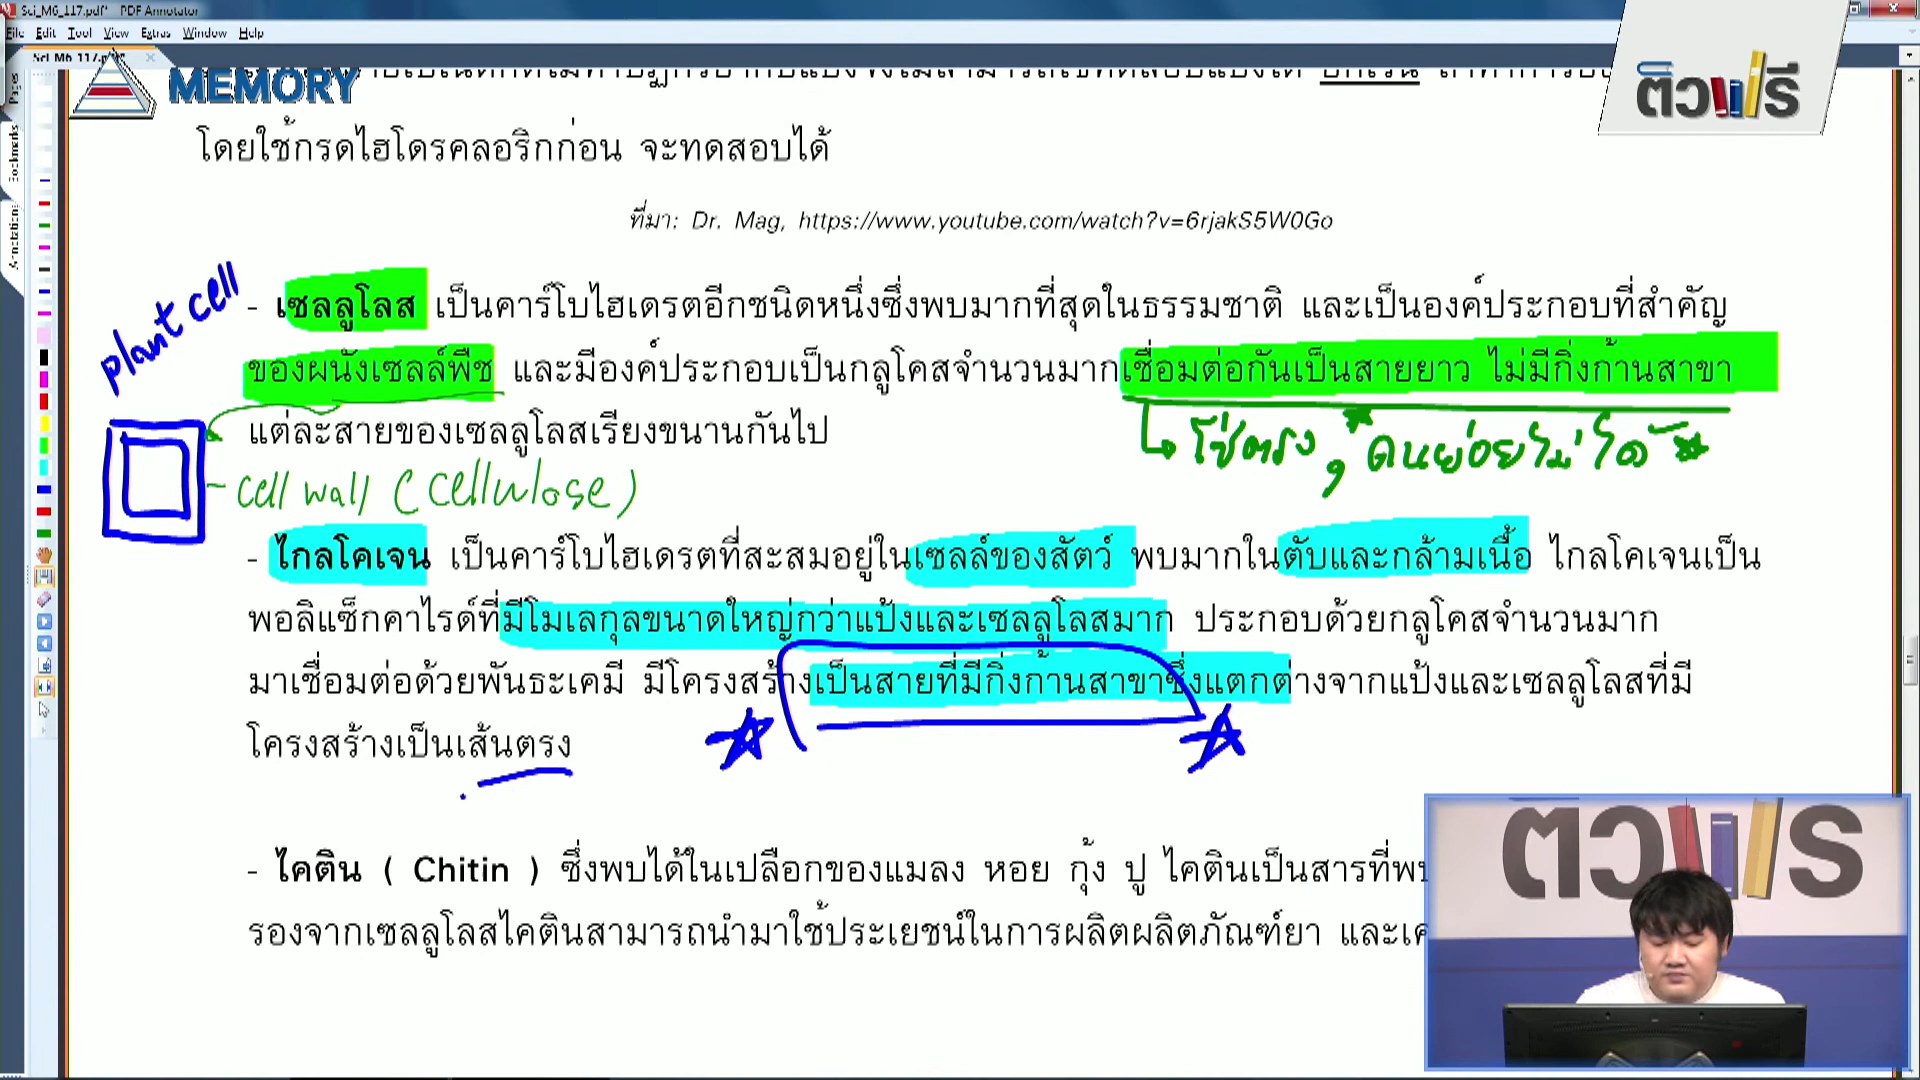 Sci_M6_117.pdf* - PDF Annotator
File Edit Tool View Extras Window Help
Sci_M6_117.pdf*
Pages
Bookmarks
Annotations
MEMORY
ติวฟรี
โดยใช้กรดไฮโดรคลอริกก่อน จะทดสอบได้
ที่มา: Dr. Mag, https://www.youtube.com/watch?v=6rjakS5W0Go
plant cell
- เซลลูโลส เป็นคาร์โบไฮเดรตอีกชนิดหนึ่งซึ่งพบมากที่สุดในธรรมชาติ และเป็นองค์ประกอบที่สำคัญ
ของผนังเซลล์พืช และมีองค์ประกอบเป็นกลูโคสจำนวนมากเชื่อมต่อกันเป็นสายยาว ไม่มีกิ่งก้านสาขา
แต่ละสายของเซลลูโลสเรียงขนานกันไป
โซ่ตรง, คนย่อยไม่ได้
cell wall (cellulose)
- ไกลโคเจน เป็นคาร์โบไฮเดรตที่สะสมอยู่ในเซลล์ของสัตว์ พบมากในตับและกล้ามเนื้อ ไกลโคเจนเป็น
พอลิแซ็กคาไรด์ที่มีโมเลกุลขนาดใหญ่กว่าแป้งและเซลลูโลสมาก ประกอบด้วยกลูโคสจำนวนมาก
มาเชื่อมต่อด้วยพันธะเคมี มีโครงสร้างเป็นสายที่มีกิ่งก้านสาขาซึ่งแตกต่างจากแป้งและเซลลูโลสที่มี
โครงสร้างเป็นเส้นตรง
- ไคติน ( Chitin ) ซึ่งพบได้ในเปลือกของแมลง หอย กุ้ง ปู ไคตินเป็นสารที่พบ
รองจากเซลลูโลสไคตินสามารถนำมาใช้ประเยชน์ในการผลิตผลิตภัณฑ์ยา และ
ติวฟรี